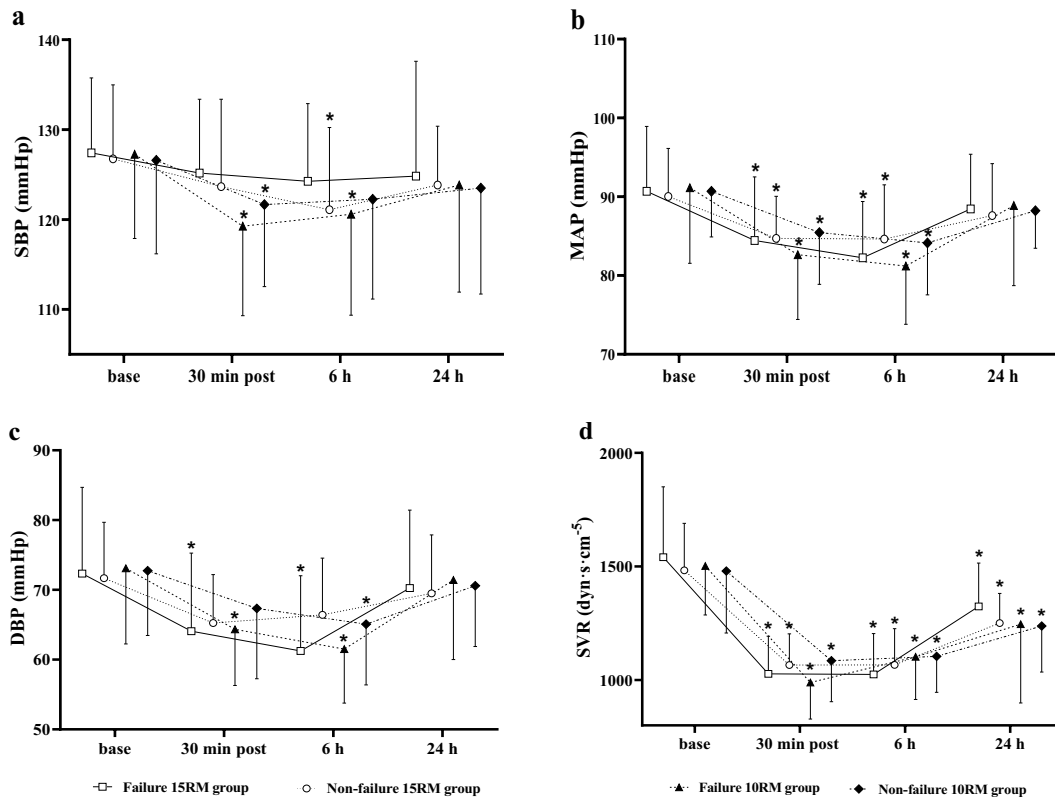 a
140
130
120
110
SBP (mmHp)
base 30 min post 6 h 24 h
* * * *
b
110
100
90
80
70
MAP (mmHp)
base 30 min post 6 h 24 h
* * * * * * * *
c
90
80
70
60
50
DBP (mmHp)
base 30 min post 6 h 24 h
* * * * * *
d
2000
1500
1000
SVR (dyn·s·cm-5)
base 30 min post 6 h 24 h
* * * * * * * * * * * *
Failure 15RM group Non-failure 15RM group Failure 10RM group Non-failure 10RM group